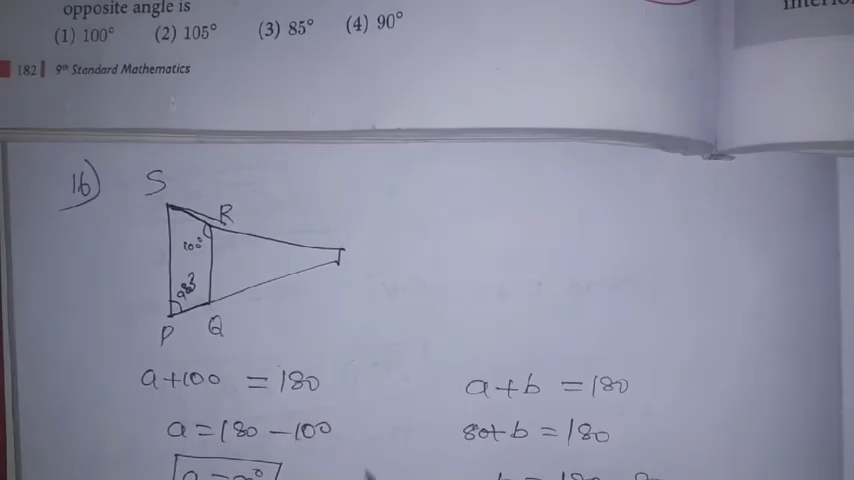 opposite angle is
(1) 100° (2) 105° (3) 85° (4) 90°
182 9th Standard Mathematics
16)
S
R
100°
P
Q
a+100 = 180
a = 180 - 100
a+b = 180
80+b = 180